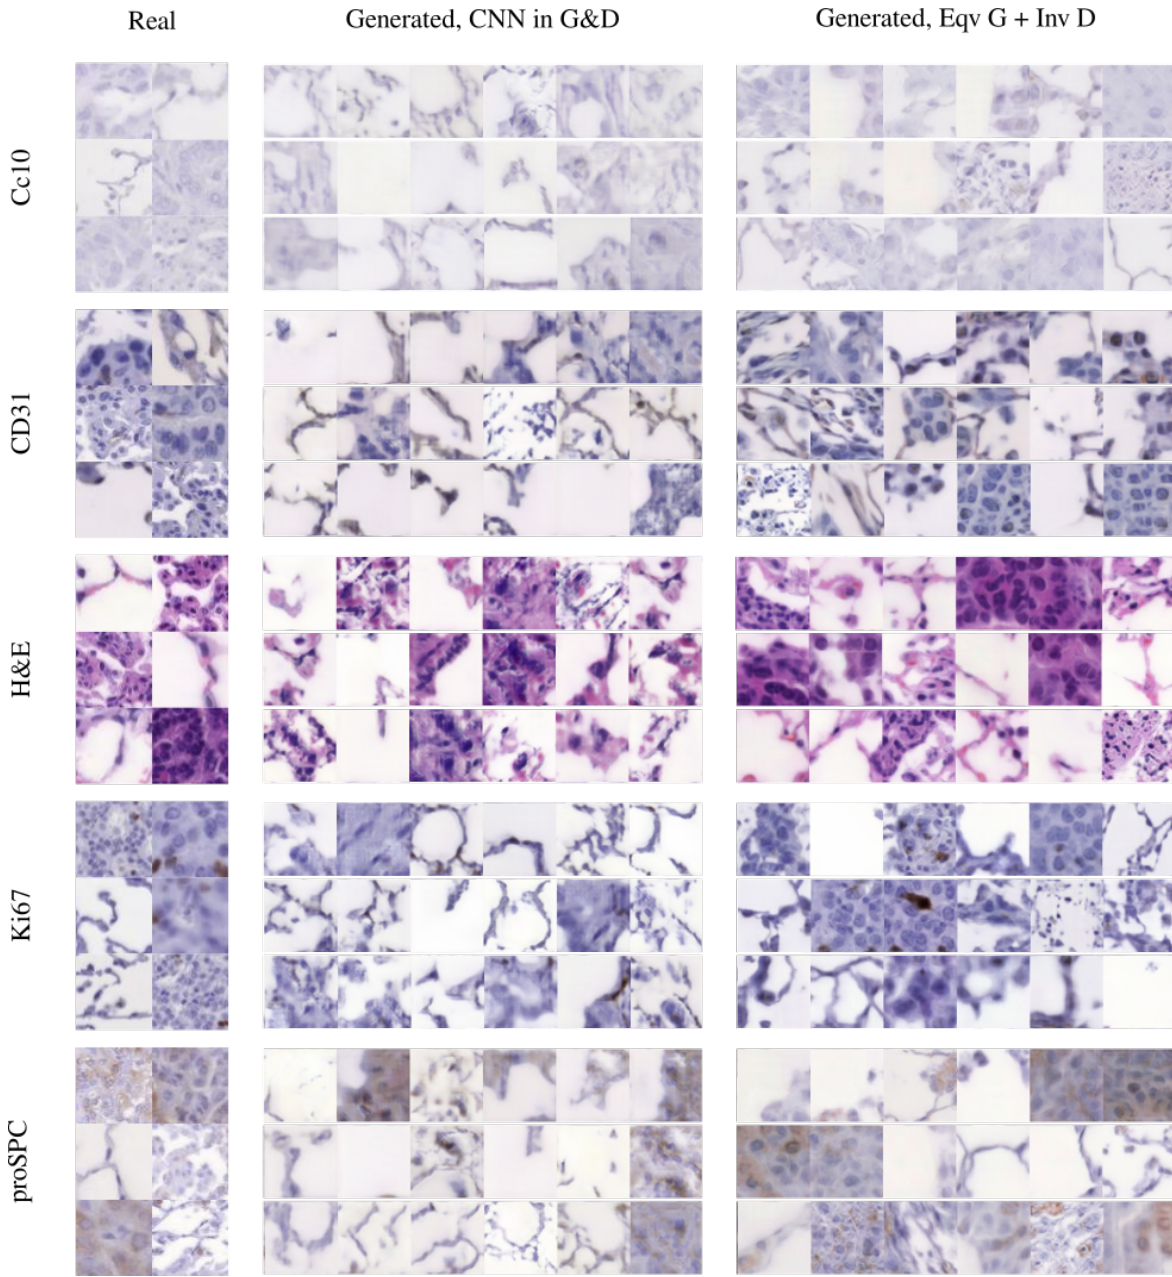 Real
Generated, CNN in G&D
Generated, Eqv G + Inv D
Cc10
CD31
H&E
Ki67
proSPC